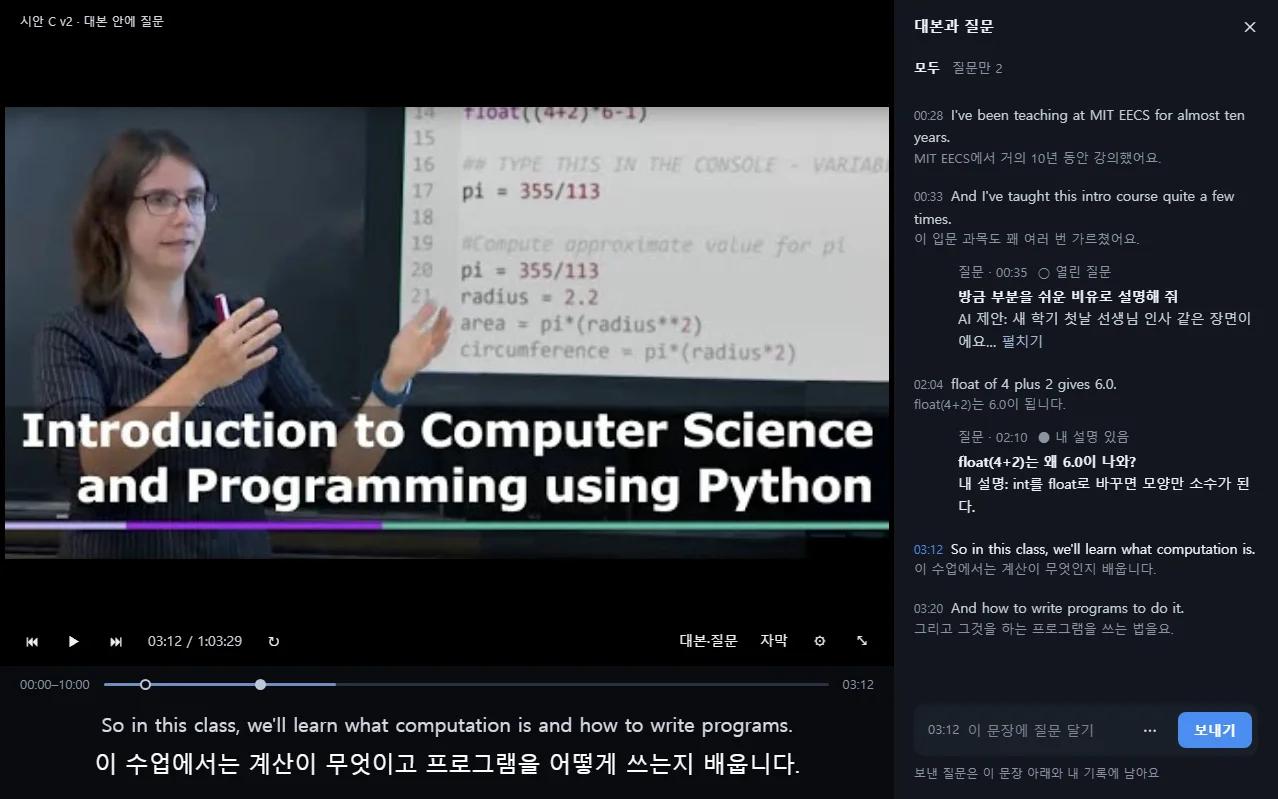 시안 C v2 · 대본 안에 질문
14 float((4+2)*6-1)
15
16 ## TYPE THIS IN THE CONSOLE - VARIAB
17 pi = 355/113
18
19 #Compute approximate value for pi
20 pi = 355/113
21 radius = 2.2
area = pi*(radius**2)
circumference = pi*(radius*2)
Introduction to Computer Science
and Programming using Python
03:12 / 1:03:29
대본·질문 자막
00:00–10:00 03:12
So in this class, we'll learn what computation is and how to write programs.
이 수업에서는 계산이 무엇이고 프로그램을 어떻게 쓰는지 배웁니다.
대본과 질문
모두 질문만 2
00:28 I've been teaching at MIT EECS for almost ten
years.
MIT EECS에서 거의 10년 동안 강의했어요.
00:33 And I've taught this intro course quite a few
times.
이 입문 과목도 꽤 여러 번 가르쳤어요.
질문 · 00:35 ○ 열린 질문
방금 부분을 쉬운 비유로 설명해 줘
AI 제안: 새 학기 첫날 선생님 인사 같은 장면이
에요... 펼치기
02:04 float of 4 plus 2 gives 6.0.
float(4+2)는 6.0이 됩니다.
질문 · 02:10 ● 내 설명 있음
float(4+2)는 왜 6.0이 나와?
내 설명: int를 float로 바꾸면 모양만 소수가 된
다.
03:12 So in this class, we'll learn what computation is.
이 수업에서는 계산이 무엇인지 배웁니다.
03:20 And how to write programs to do it.
그리고 그것을 하는 프로그램을 쓰는 법을요.
03:12 이 문장에 질문 달기 ··· 보내기
보낸 질문은 이 문장 아래와 내 기록에 남아요